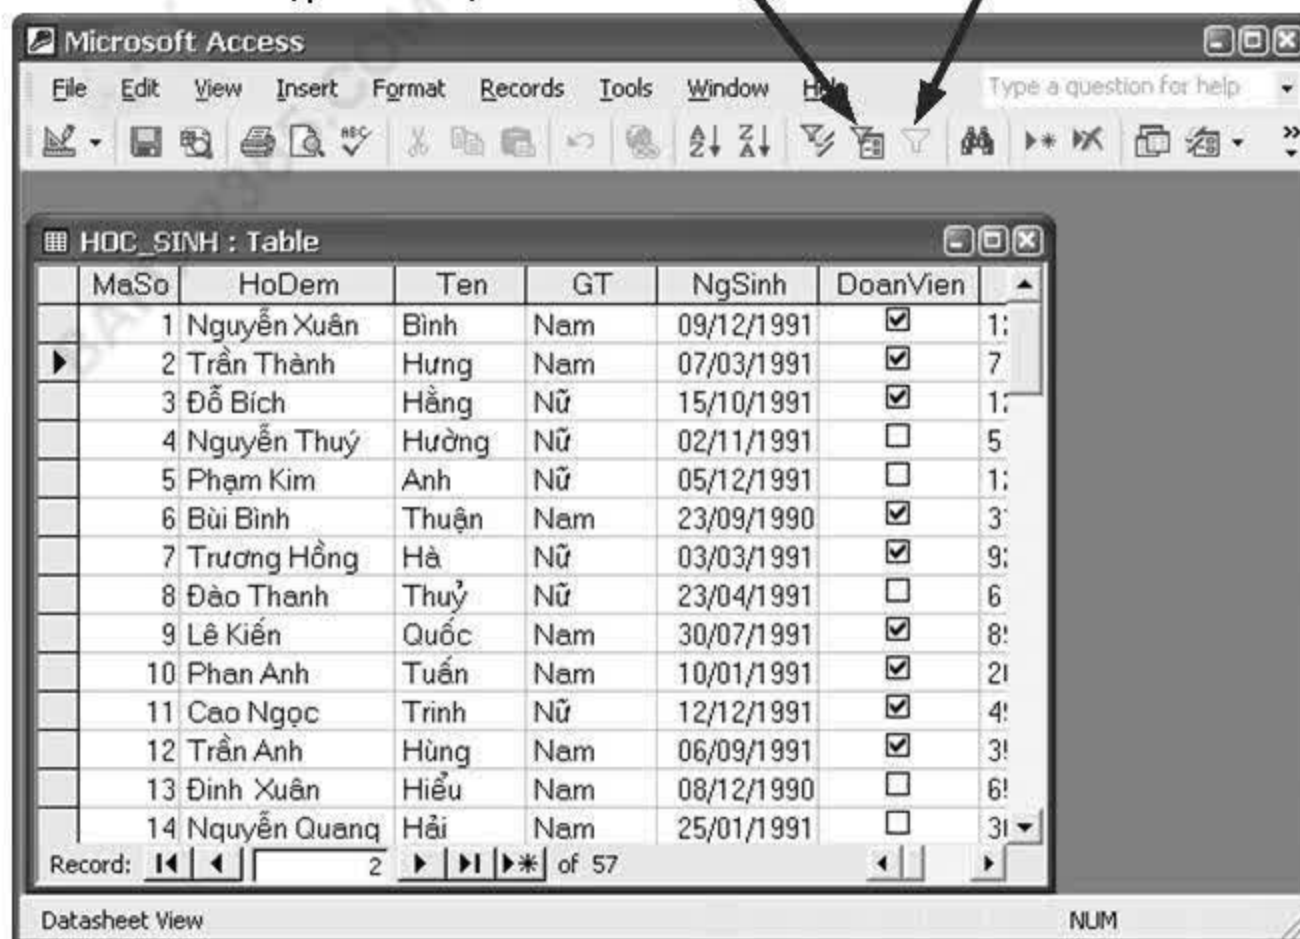 Microsoft Access
File Edit View Insert Format Records Tools Window Help Type a question for help
HOC_SINH : Table
MaSo HoDem Ten GT NgSinh DoanVien
1 Nguyễn Xuân Bình Nam 09/12/1991
2 Trần Thành Hưng Nam 07/03/1991 7
3 Đỗ Bích Hằng Nữ 15/10/1991
4 Nguyễn Thuý Hường Nữ 02/11/1991 5
5 Phạm Kim Anh Nữ 05/12/1991
6 Bùi Bình Thuận Nam 23/09/1990
7 Trương Hồng Hà Nữ 03/03/1991
8 Đào Thanh Thuỷ Nữ 23/04/1991 6
9 Lê Kiến Quốc Nam 30/07/1991
10 Phan Anh Tuấn Nam 10/01/1991
11 Cao Ngọc Trinh Nữ 12/12/1991
12 Trần Anh Hùng Nam 06/09/1991
13 Đinh Xuân Hiểu Nam 08/12/1990
14 Nguyễn Quang Hải Nam 25/01/1991
Record: 2 of 57
Datasheet View NUM